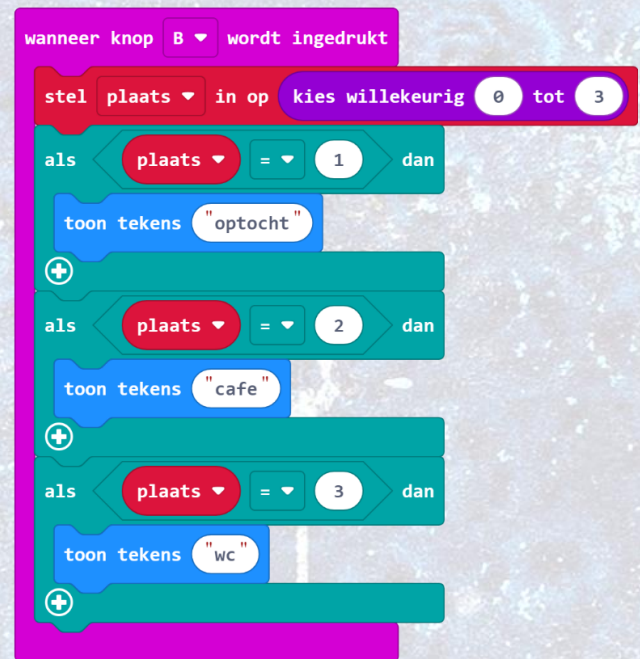 wanneer knop B wordt ingedrukt
stel plaats in op kies willekeurig 0 tot 3
als plaats = 1 dan
toon tekens "optocht"
als plaats = 2 dan
toon tekens "cafe"
als plaats = 3 dan
toon tekens "wc"